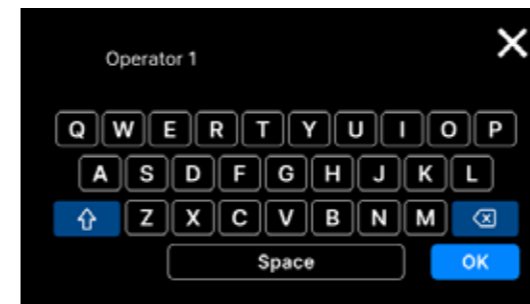 Operator 1
Q W E R T Y U I O P
A S D F G H J K L
Z X C V B N M
Space OK